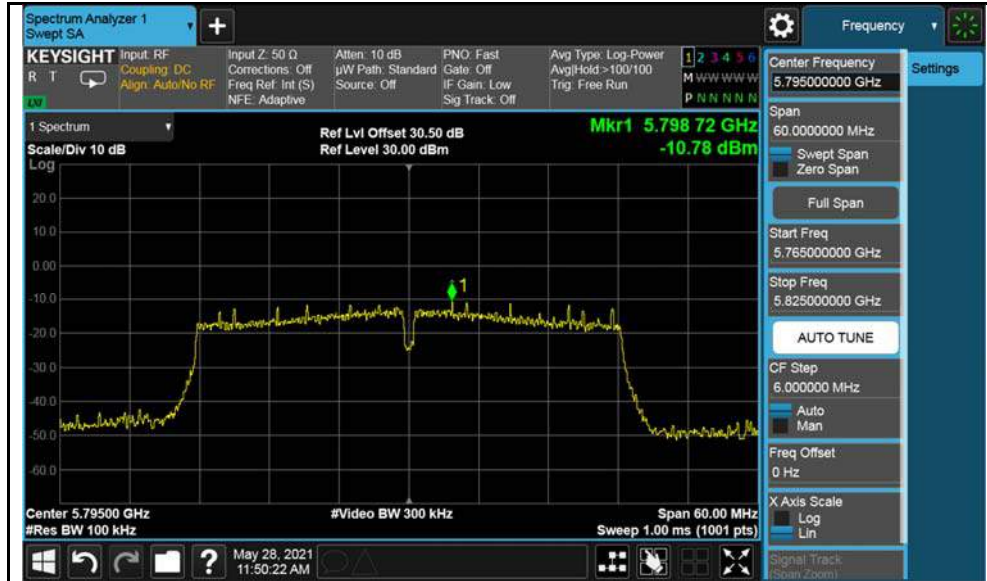 Spectrum Analyzer 1
Swept SA
+
Frequency
KEYSIGHT
R T
LXI
Input: RF
Coupling: DC
Align: Auto/No RF
Input Z: 50 Ω
Corrections: Off
Freq Ref: Int (S)
NFE: Adaptive
Atten: 10 dB
µW Path: Standard
Source: Off
PNO: Fast
Gate: Off
IF Gain: Low
Sig Track: Off
Avg Type: Log-Power
Avg|Hold:>100/100
Trig: Free Run
1 2 3 4 5 6
M W W W W W
P N N N N N
1 Spectrum
Scale/Div 10 dB
Log
Ref Lvl Offset 30.50 dB
Ref Level 30.00 dBm
Mkr1 5.798 72 GHz
-10.78 dBm
20.0
10.0
0.00
-10.0
-20.0
-30.0
-40.0
-50.0
-60.0
1
Center 5.79500 GHz
#Res BW 100 kHz
#Video BW 300 kHz
Span 60.00 MHz
Sweep 1.00 ms (1001 pts)
?
May 28, 2021
11:50:22 AM
Center Frequency
5.795000000 GHz
Span
60.0000000 MHz
Swept Span
Zero Span
Full Span
Start Freq
5.765000000 GHz
Stop Freq
5.825000000 GHz
AUTO TUNE
CF Step
6.000000 MHz
Auto
Man
Freq Offset
0 Hz
X Axis Scale
Log
Lin
Signal Track
(Span Zoom)
Settings